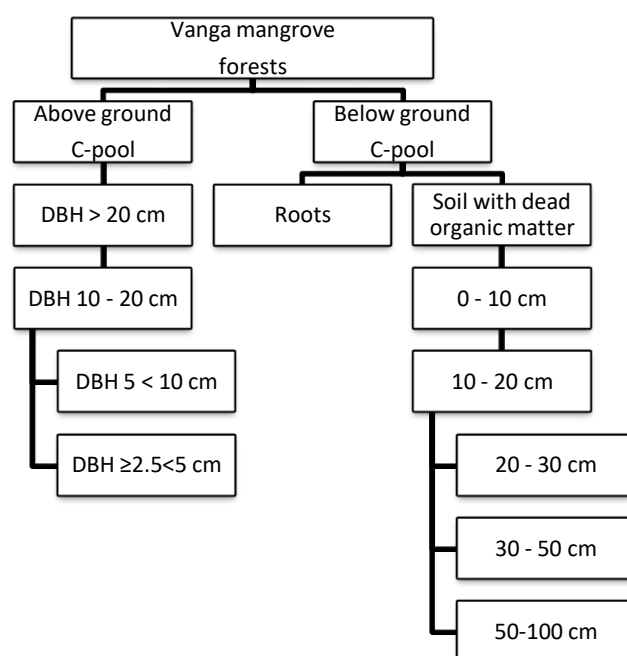 Vanga mangrove
forests
Above ground
C-pool
Below ground
C-pool
DBH > 20 cm
Roots
Soil with dead
organic matter
DBH 10 - 20 cm
0 - 10 cm
DBH 5 < 10 cm
10 - 20 cm
DBH ≥2.5<5 cm
20 - 30 cm
30 - 50 cm
50-100 cm